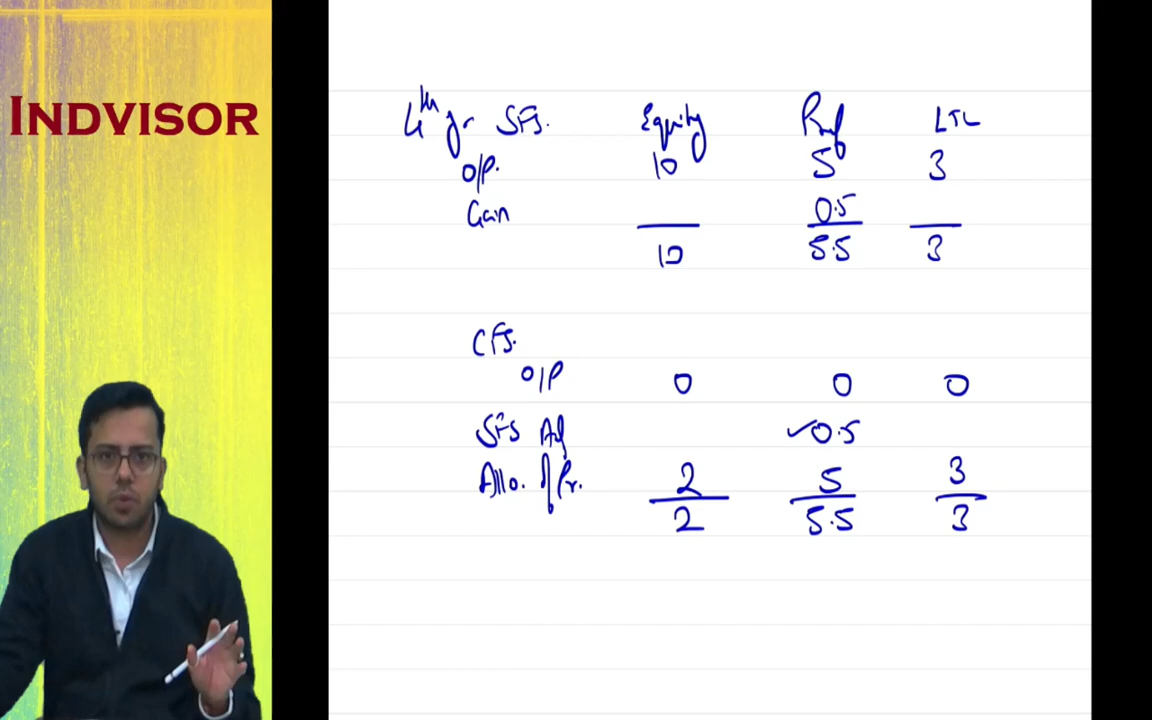 INDVISOR
4th yr SFS. Equity Pref LTL
O/P. 10 5 3
Gain 0.5
10 5.5 3
CFS.
O/P 0 0 0
SFS Adj ✓0.5
Allo. of Pr. 2 5 3
2 5.5 3